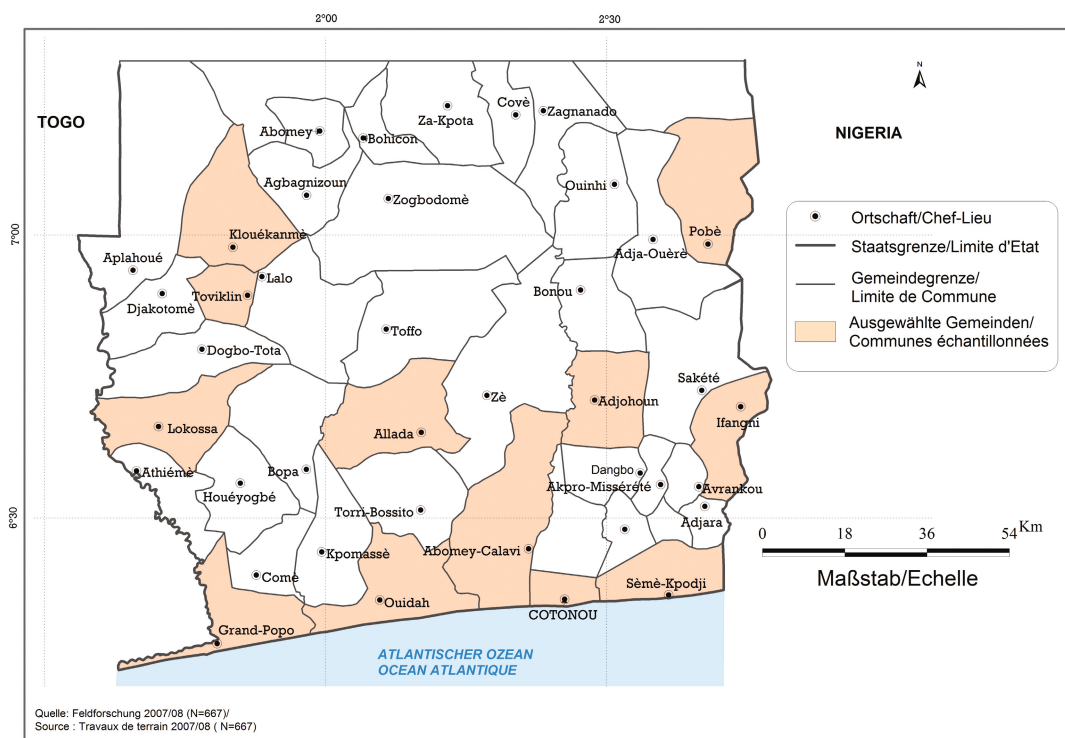 2°00
2°30
N
TOGO
NIGERIA
Covè
Za-Kpota
Zagnanado
Abomey
Bohicon
Agbagnizoun
Ouinhi
Zogbodomè
Klouékanmè
Pobè
7°00
7°00
Adja-Ouèrè
Aplahoué
Lalo
Djakotomè
Toviklin
Bonou
Toffo
Dogbo-Tota
Sakété
Zè
Adjohoun
Ifangni
Lokossa
Allada
Athiémè
Bopa
Dangbo
Houéyogbé
Akpro-Missérété
Avrankou
Torri-Bossito
Adjara
6°30
6°30
Kpomassè
Abomey-Calavi
Comè
Sèmè-Kpodji
Ouidah
COTONOU
Grand-Popo
ATLANTISCHER OZEAN
OCEAN ATLANTIQUE
Ortschaft/Chef-Lieu
Staatsgrenze/Limite d'Etat
Gemeindegrenze/
Limite de Commune
Ausgewählte Gemeinden/
Communes échantillonnées
0 18 36 54 Km
Maßstab/Echelle
Quelle: Feldforschung 2007/08 (N=667)/
Source : Travaux de terrain 2007/08 ( N=667)